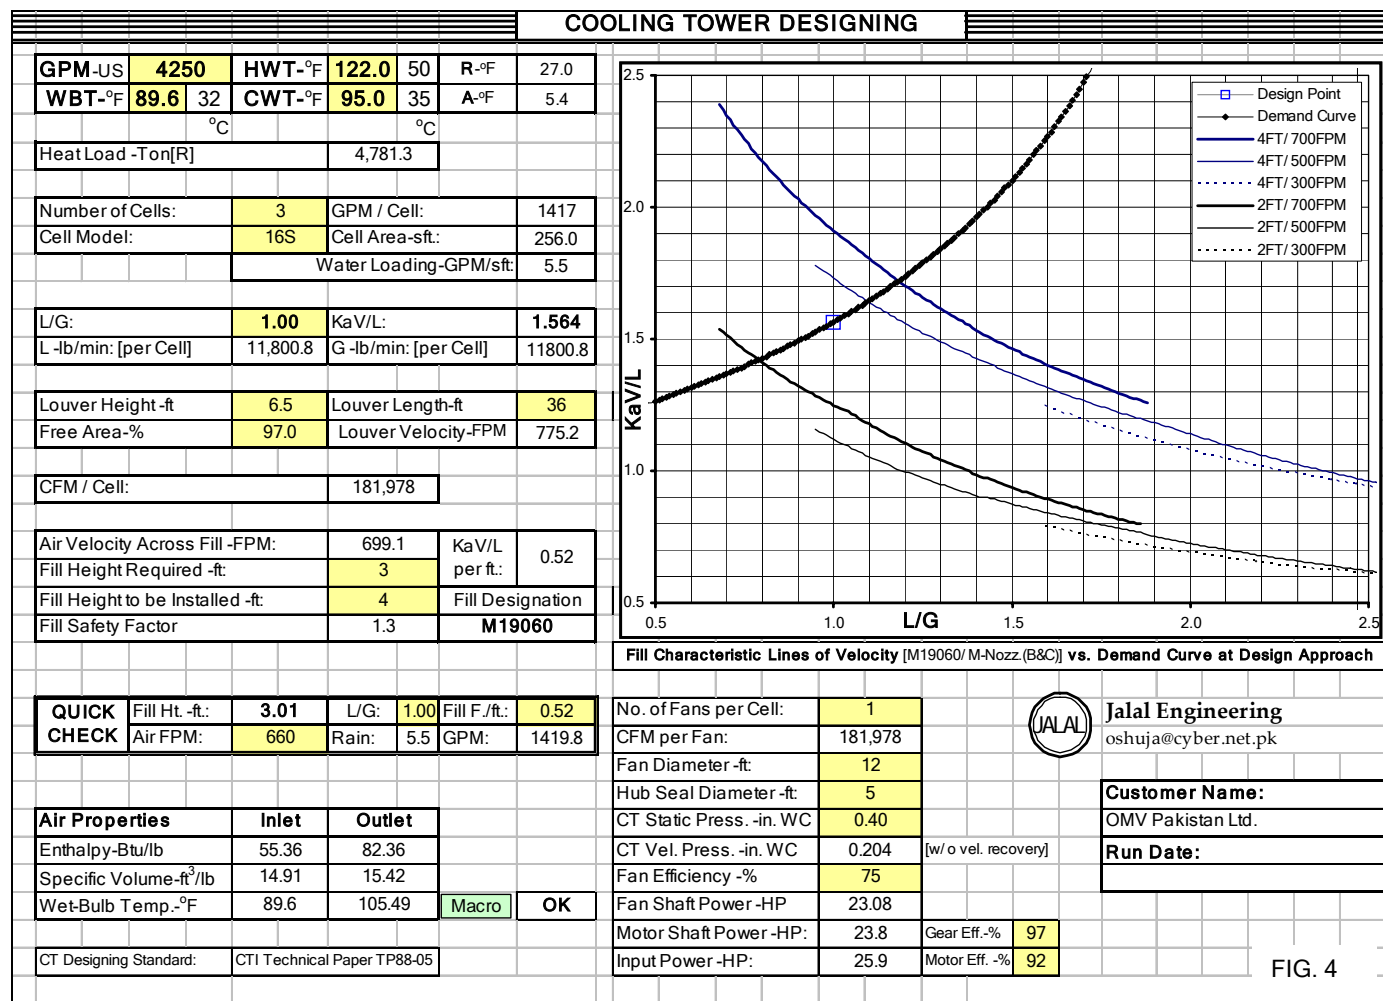 COOLING TOWER DESIGNING
GPM-US 4250 HWT-ºF 122.0 50 R-ºF 27.0
WBT-ºF 89.6 32 CWT-ºF 95.0 35 A-ºF 5.4
ºC ºC
Heat Load -Ton[R] 4,781.3
Number of Cells: 3 GPM / Cell: 1417
Cell Model: 16S Cell Area-sft.: 256.0
Water Loading-GPM/sft: 5.5
L/G: 1.00 KaV/L: 1.564
L -lb/min: [per Cell] 11,800.8 G -lb/min: [per Cell] 11800.8
Louver Height -ft 6.5 Louver Length-ft 36
Free Area-% 97.0 Louver Velocity-FPM 775.2
CFM / Cell: 181,978
Air Velocity Across Fill -FPM: 699.1 KaV/L per ft.: 0.52
Fill Height Required -ft: 3
Fill Height to be Installed -ft: 4 Fill Designation
Fill Safety Factor 1.3 M19060
2.5
2.0
1.5
1.0
0.5
KaV/L
0.5 1.0 L/G 1.5 2.0 2.5
Design Point
Demand Curve
4FT/700FPM
4FT/500FPM
4FT/300FPM
2FT/700FPM
2FT/500FPM
2FT/300FPM
Fill Characteristic Lines of Velocity [M19060/M-Nozz.(B&C)] vs. Demand Curve at Design Approach
QUICK CHECK Fill Ht. -ft.: 3.01 L/G: 1.00 Fill F./ft.: 0.52
Air FPM: 660 Rain: 5.5 GPM: 1419.8
Air Properties Inlet Outlet
Enthalpy-Btu/lb 55.36 82.36
Specific Volume-ft³/lb 14.91 15.42
Wet-Bulb Temp.-ºF 89.6 105.49 Macro OK
CT Designing Standard: CTI Technical Paper TP88-05
No. of Fans per Cell: 1
CFM per Fan: 181,978
Fan Diameter -ft: 12
Hub Seal Diameter -ft: 5
CT Static Press. -in. WC 0.40
CT Vel. Press. -in. WC 0.204 [w/o vel. recovery]
Fan Efficiency -% 75
Fan Shaft Power -HP 23.08
Motor Shaft Power -HP: 23.8 Gear Eff.-% 97
Input Power -HP: 25.9 Motor Eff. -% 92
JALAL
Jalal Engineering
oshuja@cyber.net.pk
Customer Name:
OMV Pakistan Ltd.
Run Date:
FIG. 4